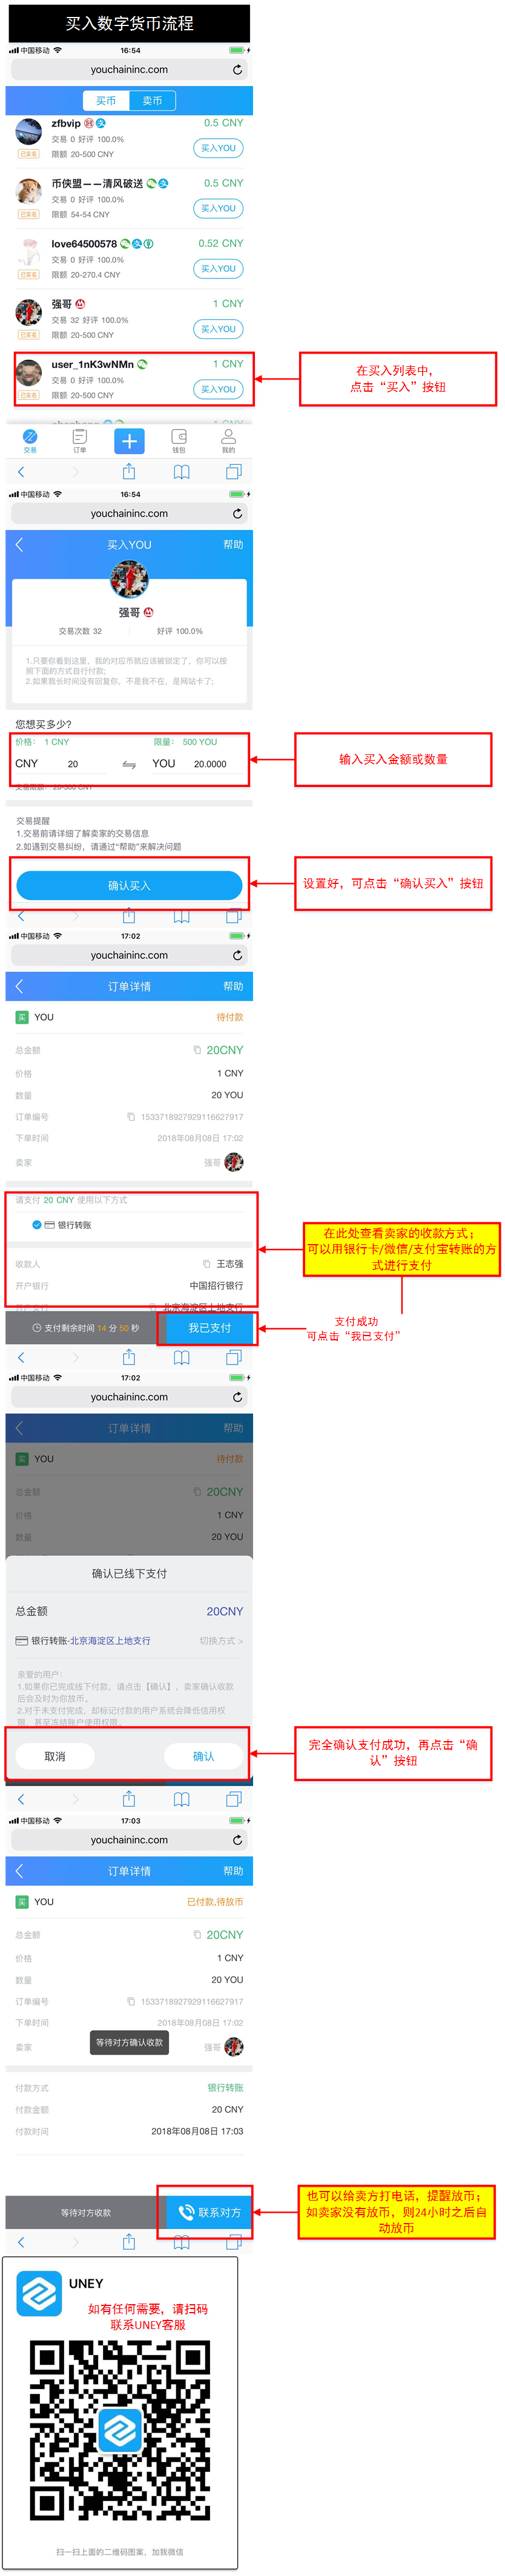 买入数字货币流程
中国移动 16:54
youchaininc.com
买币 卖币
zfbvip 0.5 CNY
交易 0 好评 100.0%
已实名 限额 20-500 CNY 买入YOU
币侠盟——清风破送 0.5 CNY
交易 0 好评 100.0%
已实名 限额 54-54 CNY 买入YOU
love64500578 0.52 CNY
交易 0 好评 100.0%
已实名 限额 20-270.4 CNY 买入YOU
强哥 1 CNY
交易 32 好评 100.0%
已实名 限额 20-500 CNY 买入YOU
user_1nK3wNMn 1 CNY
交易 0 好评 100.0%
已实名 限额 20-500 CNY 买入YOU
在买入列表中，
点击“买入”按钮
交易 订单 钱包 我的
中国移动 16:54
youchaininc.com
买入YOU 帮助
强哥
交易次数 32 好评 100.0%
1.只要你看到这里，我的对应币就应该被锁定了，你可以按
照下面的方式自行付款；
2.如果我长时间没有回复你，不是我不在，是网站卡了；
您想买多少?
价格： 1 CNY 限量： 500 YOU
CNY 20 YOU 20.0000
交易限额： 20-500 CNY
输入买入金额或数量
交易提醒
1.交易前请详细了解卖家的交易信息
2.如遇到交易纠纷，请通过“帮助”来解决问题
确认买入
设置好，可点击“确认买入”按钮
中国移动 17:02
youchaininc.com
订单详情 帮助
买 YOU 待付款
总金额 20CNY
价格 1 CNY
数量 20 YOU
订单编号 1533718927929116627917
下单时间 2018年08月08日 17:02
卖家 强哥
请支付 20 CNY 使用以下方式
银行转账
收款人 王志强
开户银行 中国招行银行
开户支行 北京海淀区上地支行
在此处查看卖家的收款方式；
可以用银行卡/微信/支付宝转账的方
式进行支付
支付剩余时间 14 分 50 秒 我已支付
支付成功
可点击“我已支付”
中国移动 17:02
youchaininc.com
订单详情 帮助
买 YOU 待付款
总金额 20CNY
价格 1 CNY
数量 20 YOU
确认已线下支付
总金额 20CNY
银行转账-北京海淀区上地支行 切换方式 >
亲爱的用户：
1.如果你已完成线下付款，请点击【确认】，卖家确认收款
后会及时为你放币。
2.对于未支付完成，却标记付款的用户系统会降低信用权
限，甚至冻结账户使用权限。
取消 确认
完全确认支付成功，再点击“确
认”按钮
中国移动 17:03
youchaininc.com
订单详情 帮助
买 YOU 已付款,待放币
总金额 20CNY
价格 1 CNY
数量 20 YOU
订单编号 1533718927929116627917
下单时间 2018年08月08日 17:02
等待对方确认收款
卖家 强哥
付款方式 银行转账
付款金额 20 CNY
付款时间 2018年08月08日 17:03
等待对方收款 联系对方
也可以给卖方打电话，提醒放币；
如卖家没有放币，则24小时之后自
动放币
UNEY
如有任何需要，请扫码
联系UNEY客服
扫一扫上面的二维码图案，加我微信